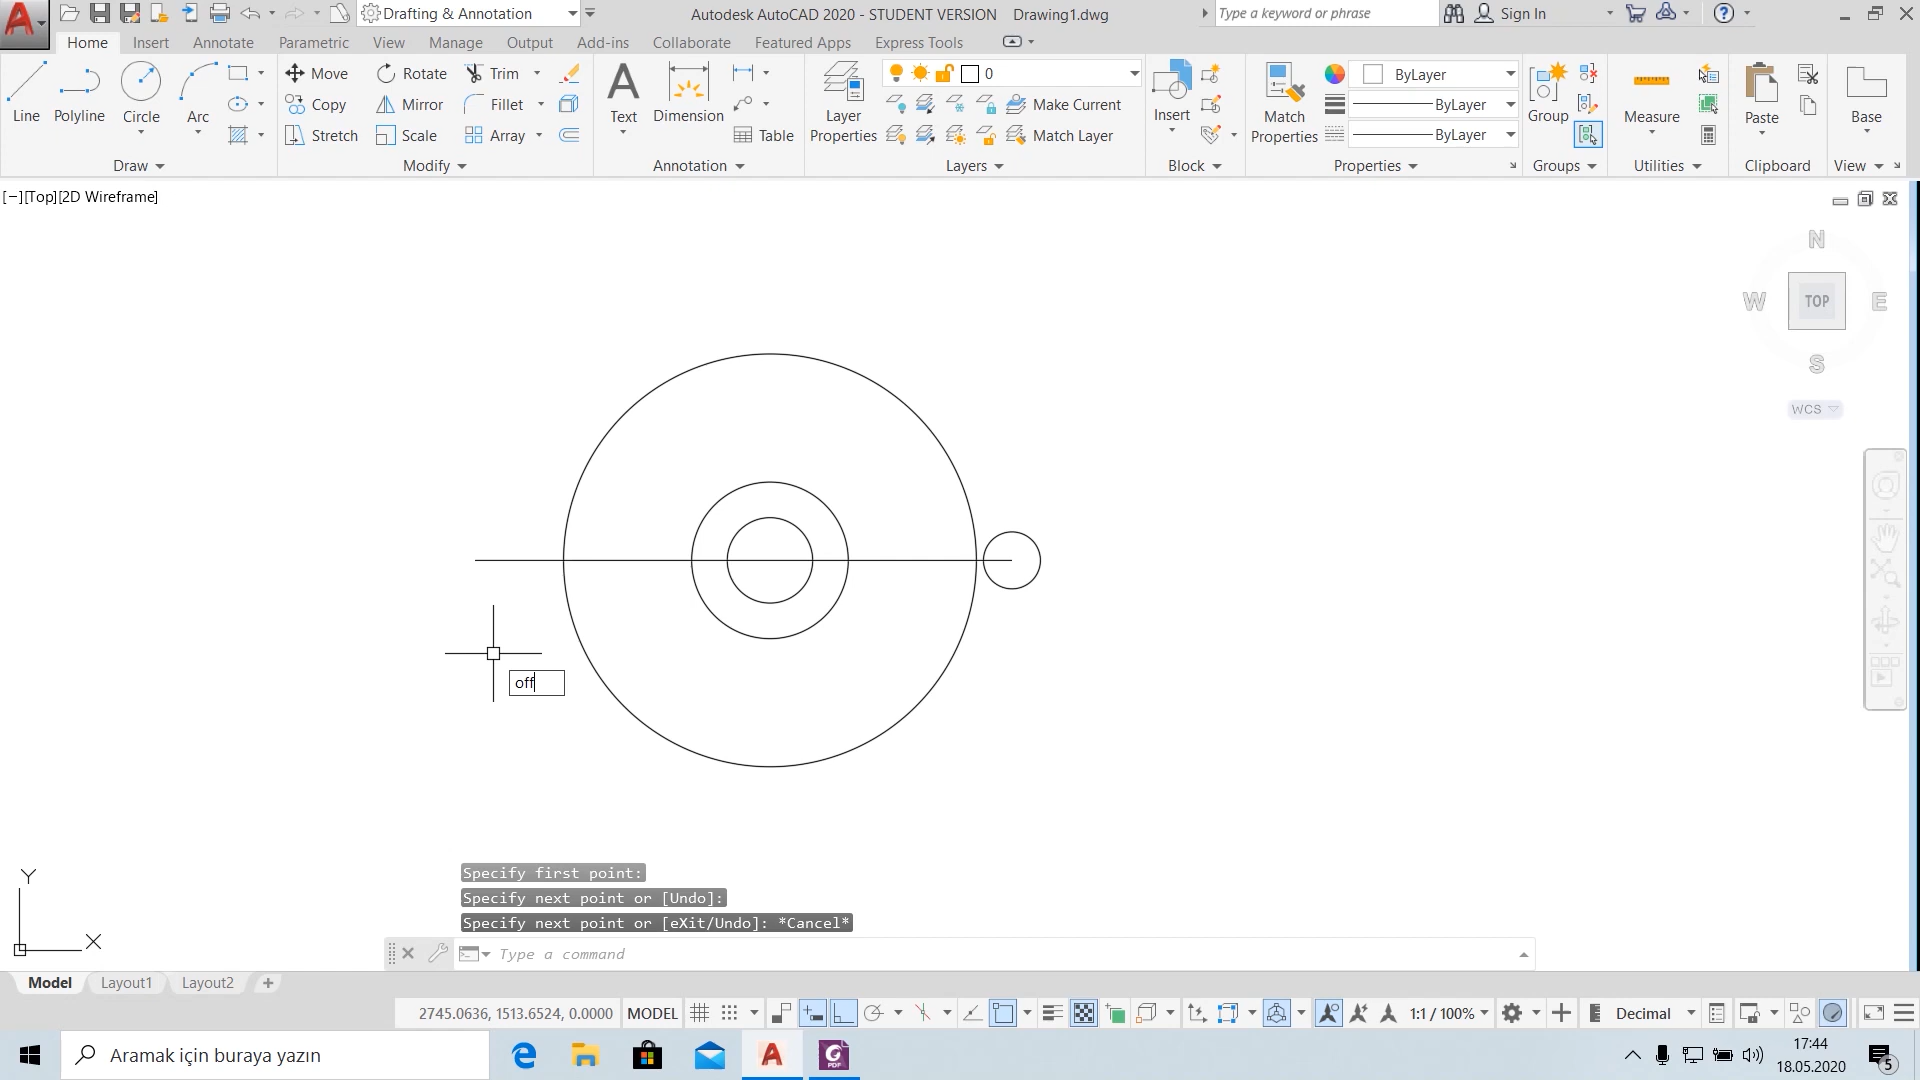 Drafting & Annotation
Autodesk AutoCAD 2020 - STUDENT VERSION Drawing1.dwg
Type a keyword or phrase
Sign In
Home Insert Annotate Parametric View Manage Output Add-ins Collaborate Featured Apps Express Tools
Line Polyline Circle Arc
Move Rotate Trim
Copy Mirror Fillet
Stretch Scale Array
Text Dimension
Table
Layer Properties
0
Make Current
Match Layer
Insert
Match Properties
ByLayer
ByLayer
ByLayer
Group
Measure
Paste
Base
Draw Modify Annotation Layers Block Properties Groups Utilities Clipboard View
[−][Top][2D Wireframe]
N
W TOP E
S
WCS
off
Y
X
Specify first point:
Specify next point or [Undo]:
Specify next point or [eXit/Undo]: *Cancel*
Type a command
Model Layout1 Layout2 +
2745.0636, 1513.6524, 0.0000 MODEL
1:1 / 100%
Decimal
Aramak için buraya yazın
PDF
17:44
18.05.2020
5